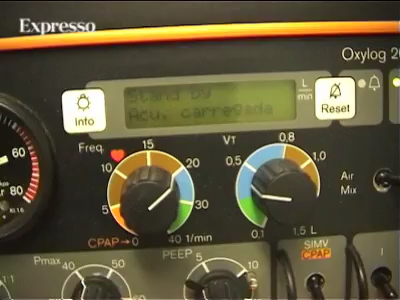 Expresso
Oxylog 20
Stand by
Acu. carregada
Info
L
min
Reset
Freq.
15
10
20
5
30
CPAP→0
40 1/min
VT
0.8
0.5
1,0
0.1
1,5 L
Air
Mix
60
80
SIMV
CPAP
Pmax
40
60
PEEP
5
10
I